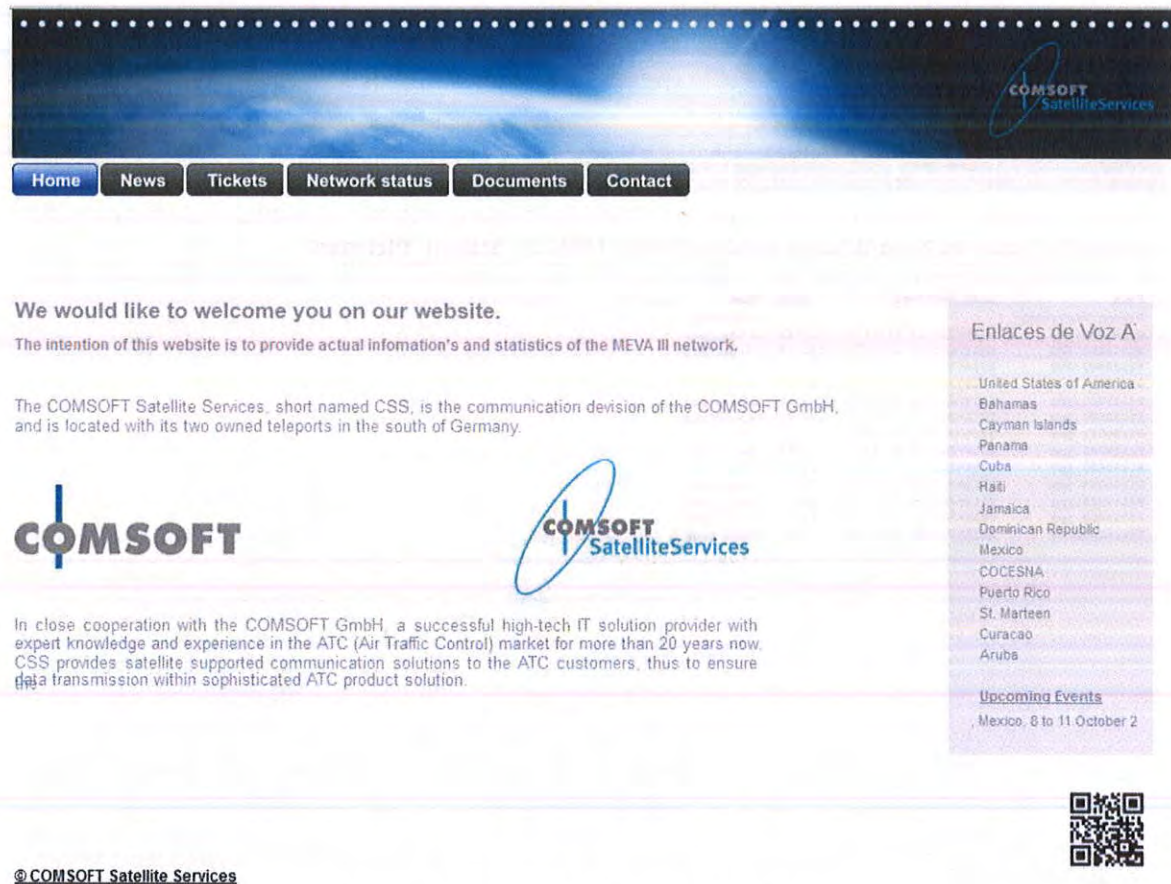 COMSOFT
SatelliteServices
Home News Tickets Network status Documents Contact
We would like to welcome you on our website.
The intention of this website is to provide actual infomation's and statistics of the MEVA III network.
The COMSOFT Satellite Services, short named CSS, is the communication devision of the COMSOFT GmbH,
and is located with its two owned teleports in the south of Germany.
COMSOFT
COMSOFT
SatelliteServices
In close cooperation with the COMSOFT GmbH, a successful high-tech IT solution provider with
expert knowledge and experience in the ATC (Air Traffic Control) market for more than 20 years now.
CSS provides satellite supported communication solutions to the ATC customers, thus to ensure
the
data transmission within sophisticated ATC product solution.
Enlaces de Voz A
United States of America
Bahamas
Cayman Islands
Panama
Cuba
Haiti
Jamaica
Dominican Republic
Mexico
COCESNA
Puerto Rico
St. Marteen
Curacao
Aruba
Upcoming Events
, Mexico, 8 to 11 October 2
© COMSOFT Satellite Services